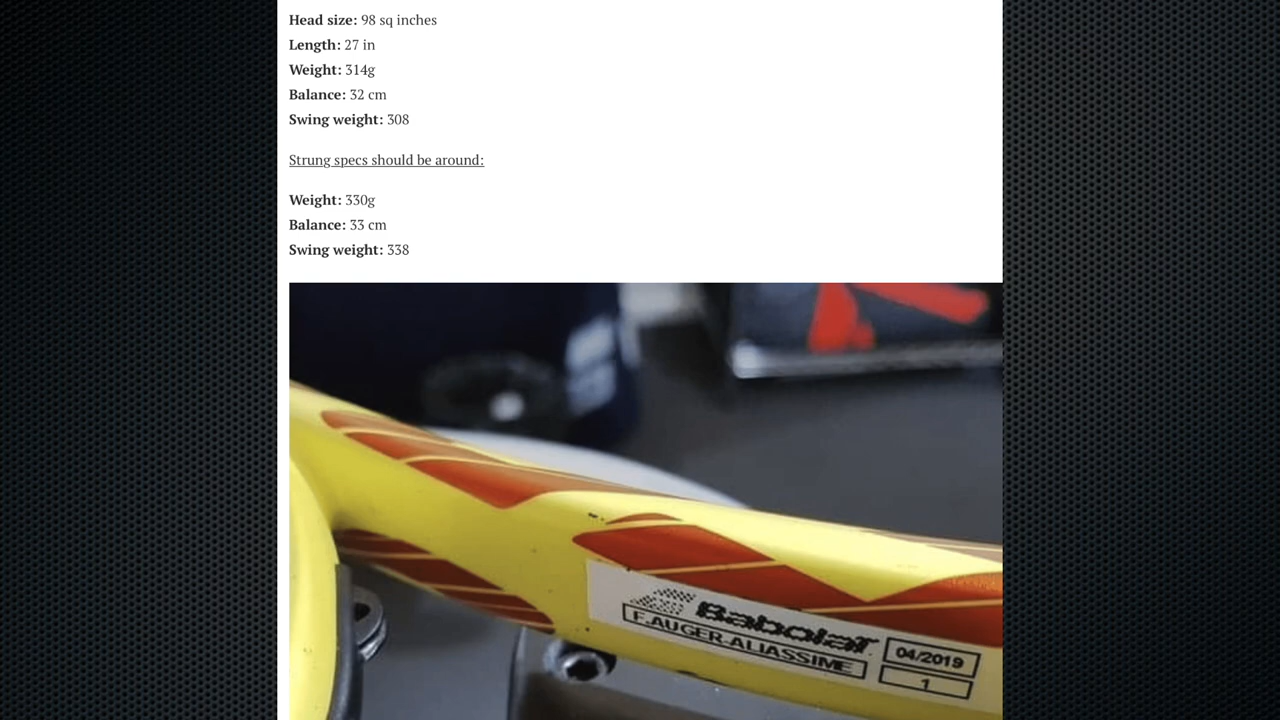 Head size: 98 sq inches
Length: 27 in
Weight: 314g
Balance: 32 cm
Swing weight: 308
Strung specs should be around:
Weight: 330g
Balance: 33 cm
Swing weight: 338
Babolat
F.AUGER-ALIASSIME
04/2019
1